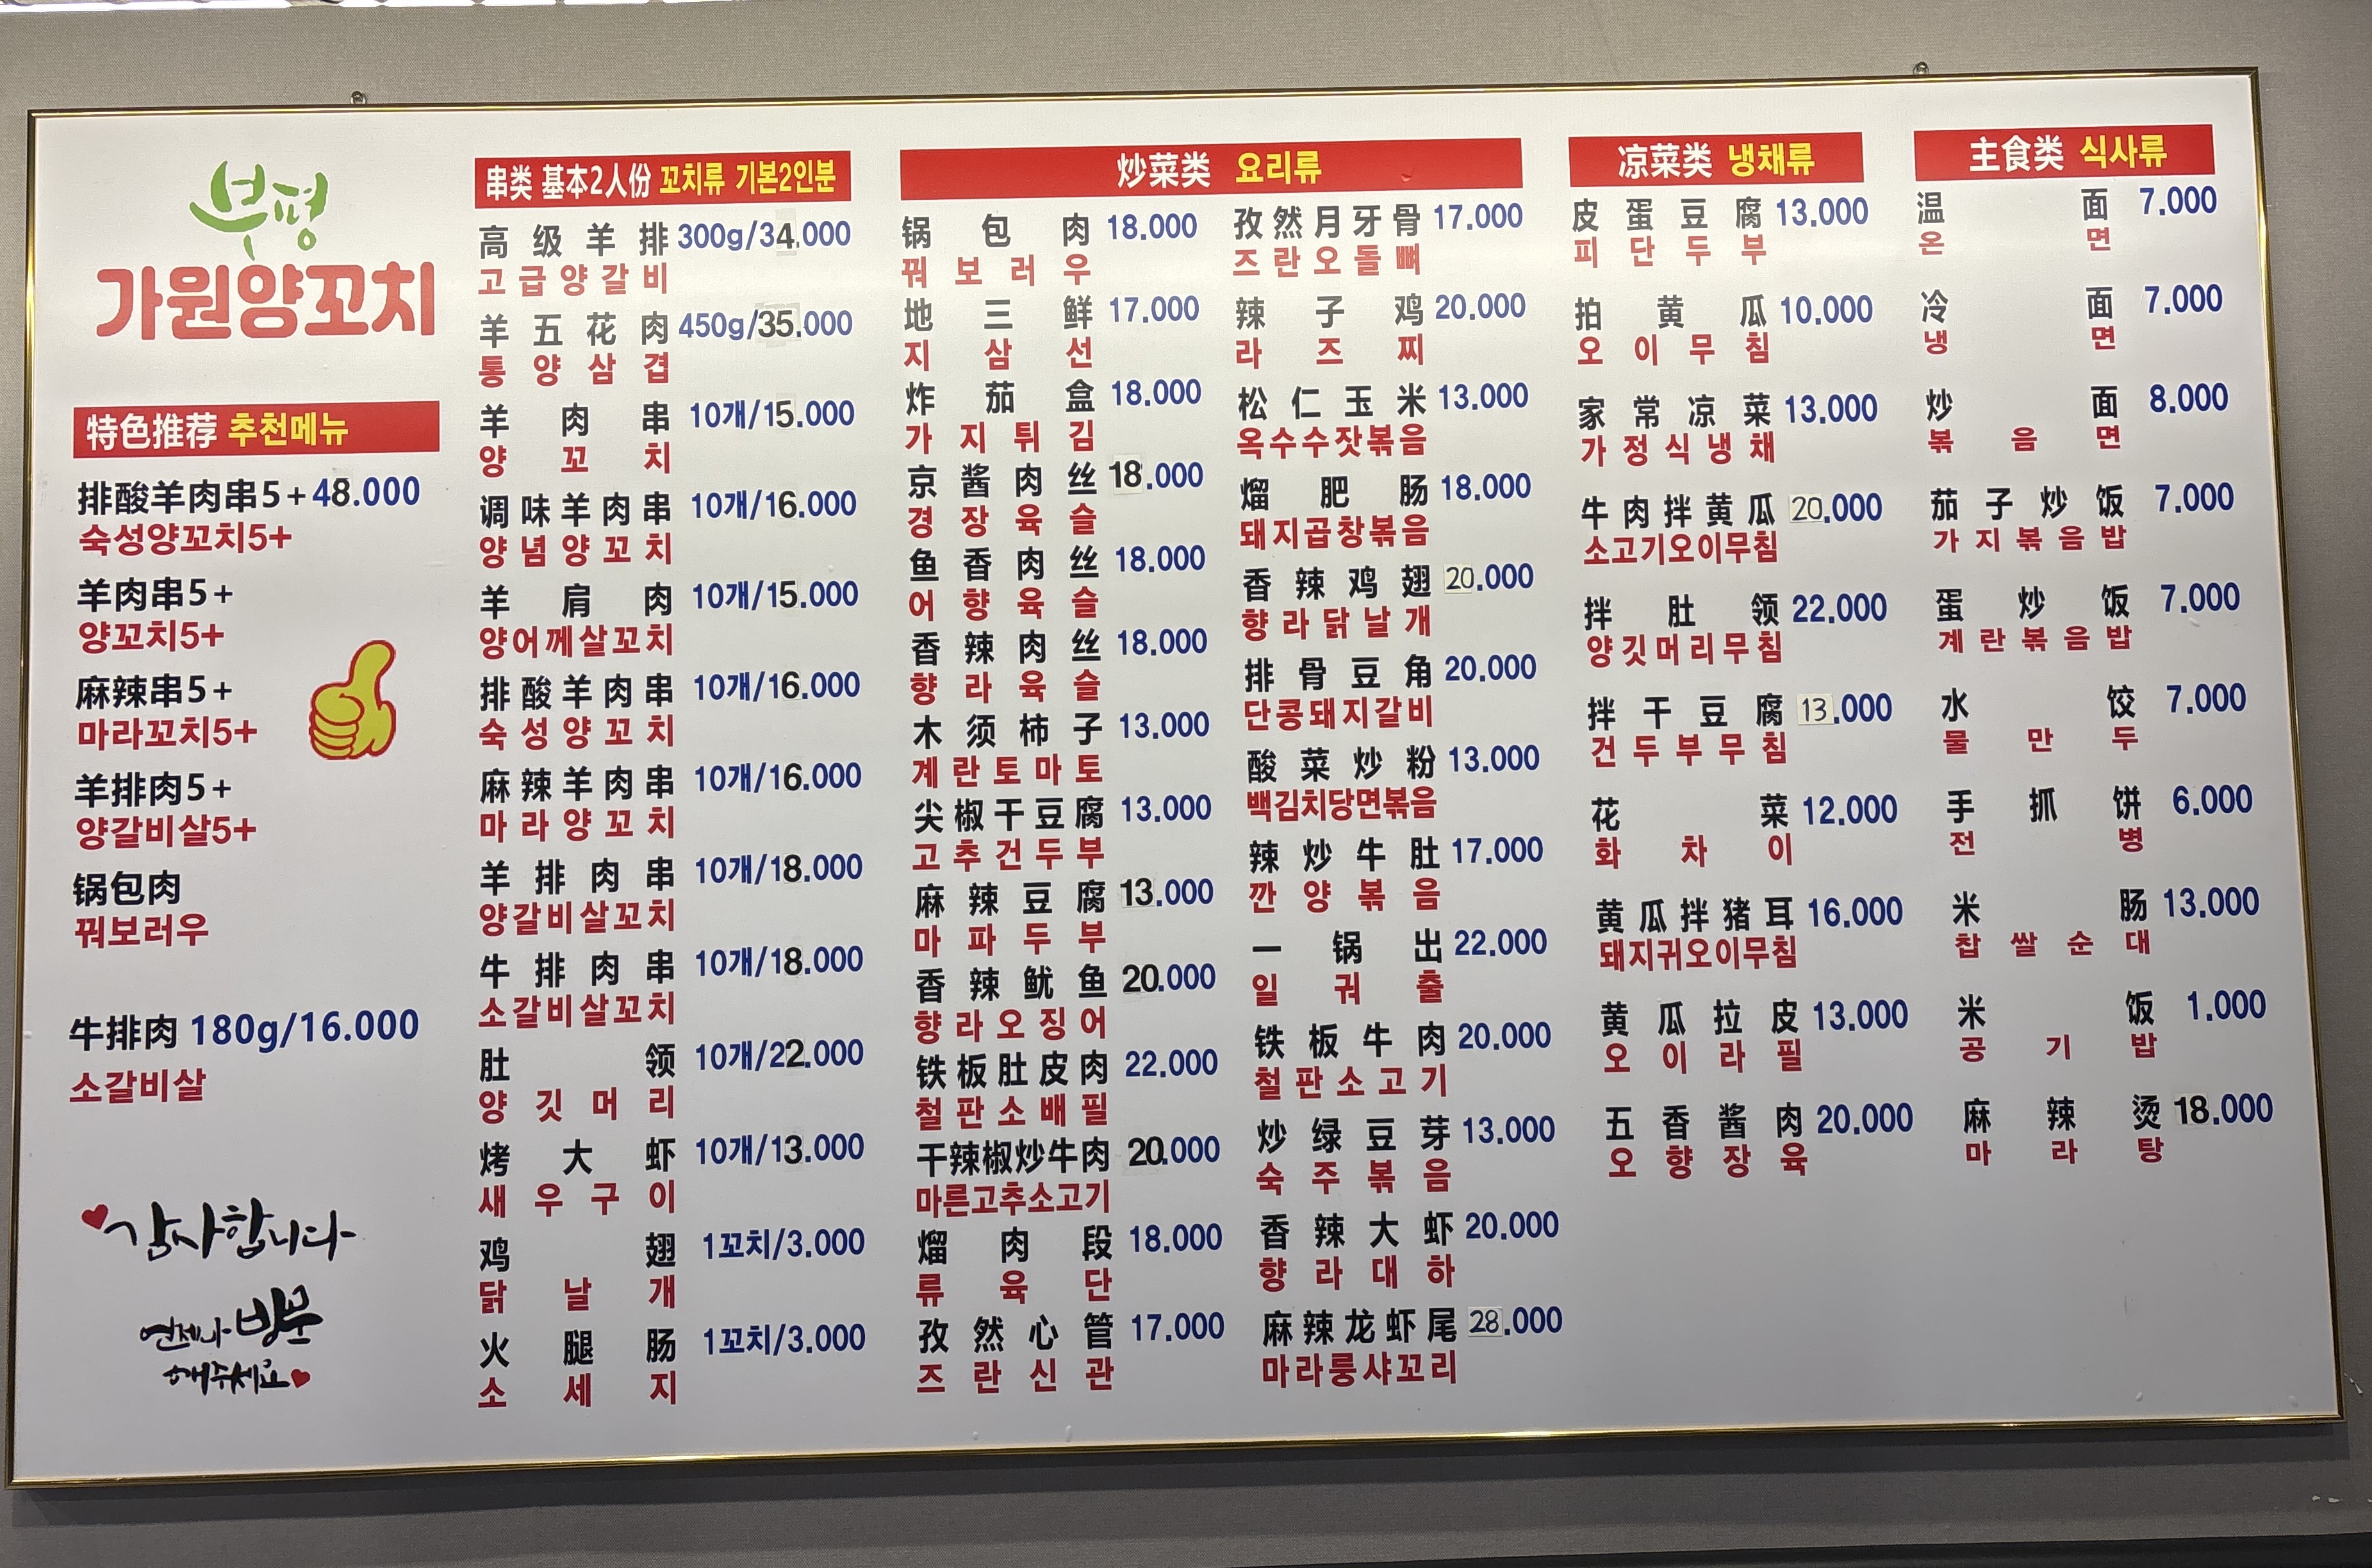 부평
가원양꼬치
特色推荐 추천메뉴
排酸羊肉串5+48.000
숙성양꼬치5+
羊肉串5+
양꼬치5+
麻辣串5+
마라꼬치5+
羊排肉5+
양갈비살5+
锅包肉
꿔보러우
牛排肉 180g/16.000
소갈비살
감사합니다
언제나 방문
해주세요
串类 基本2人份 꼬치류 기본2인분
高级羊排 300g/34.000
고급양갈비
羊五花肉 450g/35.000
통양삼겹
羊肉串 10개/15.000
양꼬치
调味羊肉串 10개/16.000
양념양꼬치
羊肩肉 10개/15.000
양어깨살꼬치
排酸羊肉串 10개/16.000
숙성양꼬치
麻辣羊肉串 10개/16.000
마라양꼬치
羊排肉串 10개/18.000
양갈비살꼬치
牛排肉串 10개/18.000
소갈비살꼬치
肚领 10개/22.000
양깃머리
烤大虾 10개/13.000
새우구이
鸡翅 1꼬치/3.000
닭날개
火腿肠 1꼬치/3.000
소세지
炒菜类 요리류
锅包肉 18.000
꿔보러우
地三鲜 17.000
지삼선
炸茄盒 18.000
가지튀김
京酱肉丝 18.000
경장육슬
鱼香肉丝 18.000
어향육슬
香辣肉丝 18.000
향라육슬
木须柿子 13.000
계란토마토
尖椒干豆腐 13.000
고추건두부
麻辣豆腐 13.000
마파두부
香辣鱿鱼 20.000
향라오징어
铁板肚皮肉 22.000
철판소배필
干辣椒炒牛肉 20.000
마른고추소고기
熘肉段 18.000
류육단
孜然心管 17.000
즈란신관
孜然月牙骨 17.000
즈란오돌뼈
辣子鸡 20.000
라즈찌
松仁玉米 13.000
옥수수잣볶음
熘肥肠 18.000
돼지곱창볶음
香辣鸡翅 20.000
향라닭날개
排骨豆角 20.000
단콩돼지갈비
酸菜炒粉 13.000
백김치당면볶음
辣炒牛肚 17.000
깐양볶음
一锅出 22.000
일궈출
铁板牛肉 20.000
철판소고기
炒绿豆芽 13.000
숙주볶음
香辣大虾 20.000
향라대하
麻辣龙虾尾 28.000
마라룽샤꼬리
凉菜类 냉채류
皮蛋豆腐 13.000
피단두부
拍黄瓜 10.000
오이무침
家常凉菜 13.000
가정식냉채
牛肉拌黄瓜 20.000
소고기오이무침
拌肚领 22.000
양깃머리무침
拌干豆腐 13.000
건두부무침
花菜 12.000
화차이
黄瓜拌猪耳 16.000
돼지귀오이무침
黄瓜拉皮 13.000
오이라필
五香酱肉 20.000
오향장육
主食类 식사류
温面 7.000
온면
冷面 7.000
냉면
炒面 8.000
볶음면
茄子炒饭 7.000
가지볶음밥
蛋炒饭 7.000
계란볶음밥
水饺 7.000
물만두
手抓饼 6.000
전병
米肠 13.000
찹쌀순대
米饭 1.000
공기밥
麻辣烫 18.000
마라탕